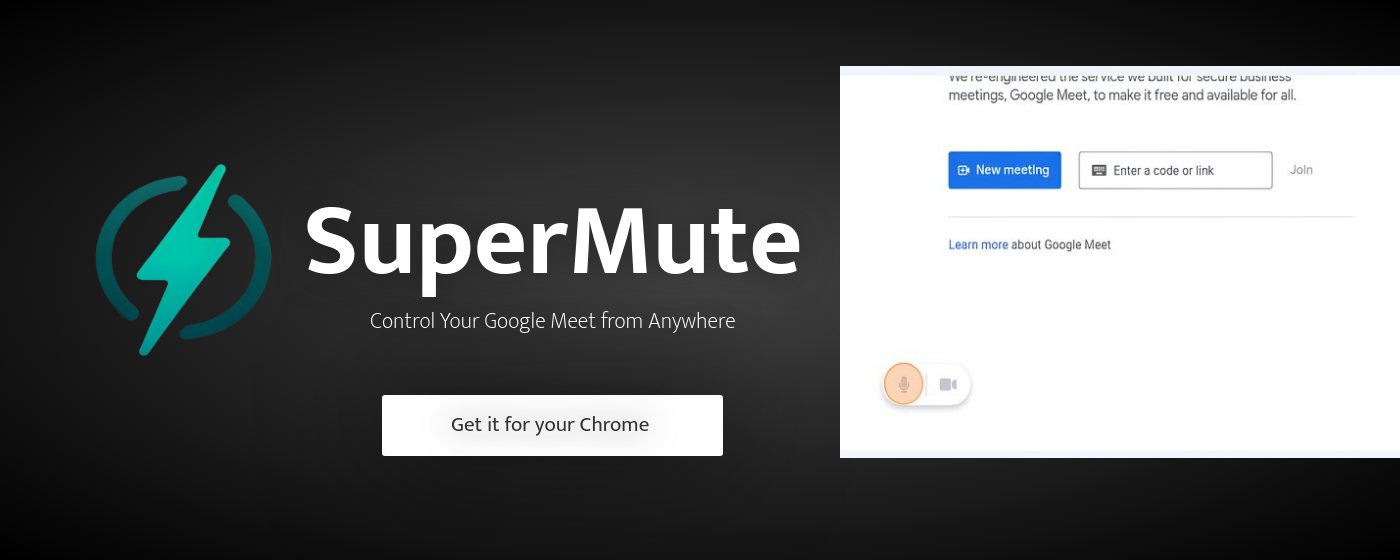 SuperMute
Control Your Google Meet from Anywhere
Get it for your Chrome
We re-engineered the service we built for secure business
meetings, Google Meet, to make it free and available for all.
New meeting
Enter a code or link
Join
Learn more about Google Meet